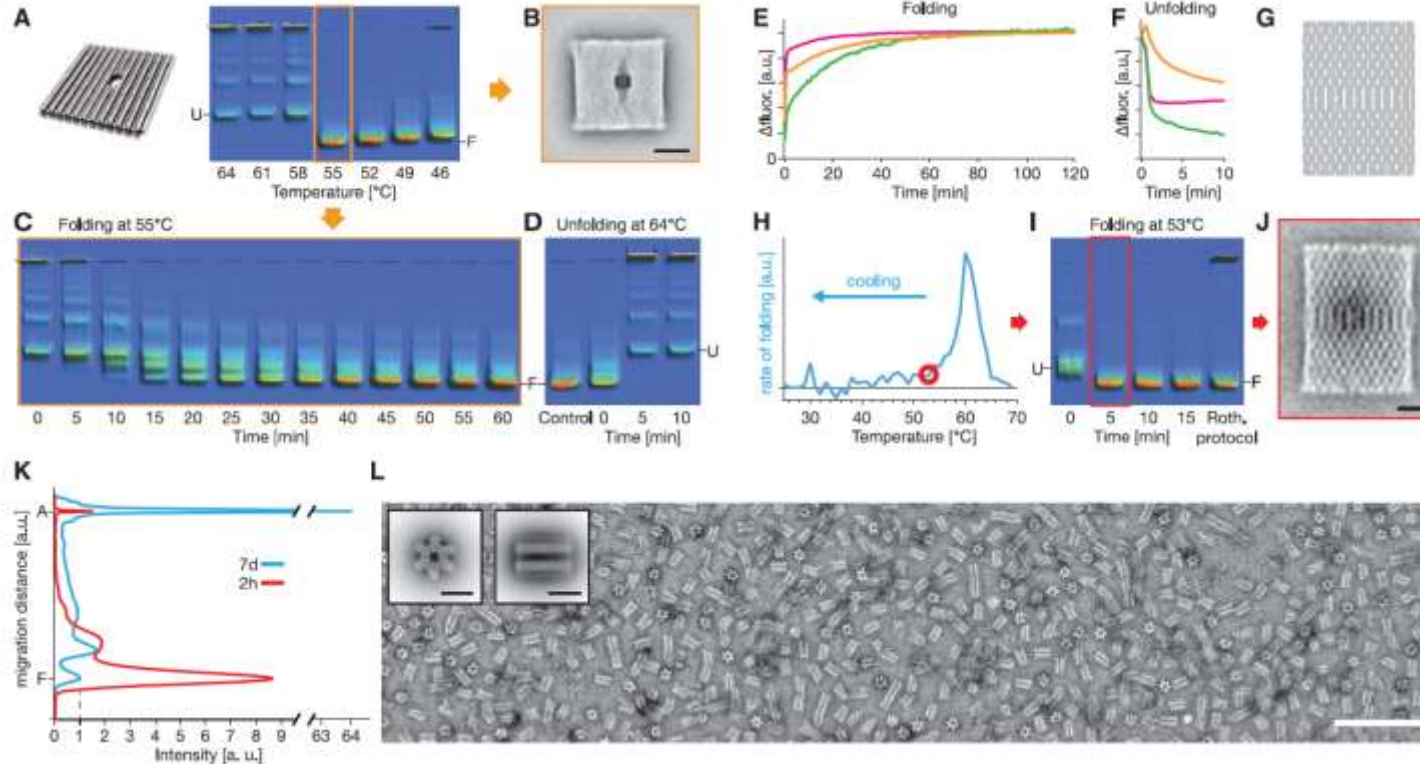 A
U
F
64 61 58 55 52 49 46
Temperature [°C]
B
E
Folding
Δfluor. [a.u.]
0
0 20 40 60 80 100 120
Time [min]
F
Unfolding
Δfluor. [a.u.]
0
0 5 10
Time [min]
G
C
Folding at 55°C
U
F
0 5 10 15 20 25 30 35 40 45 50 55 60
Time [min]
D
Unfolding at 64°C
Control 0 5 10
Time [min]
H
rate of folding [a.u.]
cooling
30 40 50 60 70
Temperature [°C]
I
Folding at 53°C
U
F
0 5 10 15 Roth.
Time [min] protocol
J
K
migration distance [a.u.]
A
F
7d
2h
0 1 2 3 4 5 6 7 8 9 63 64
Intensity [a. u.]
L